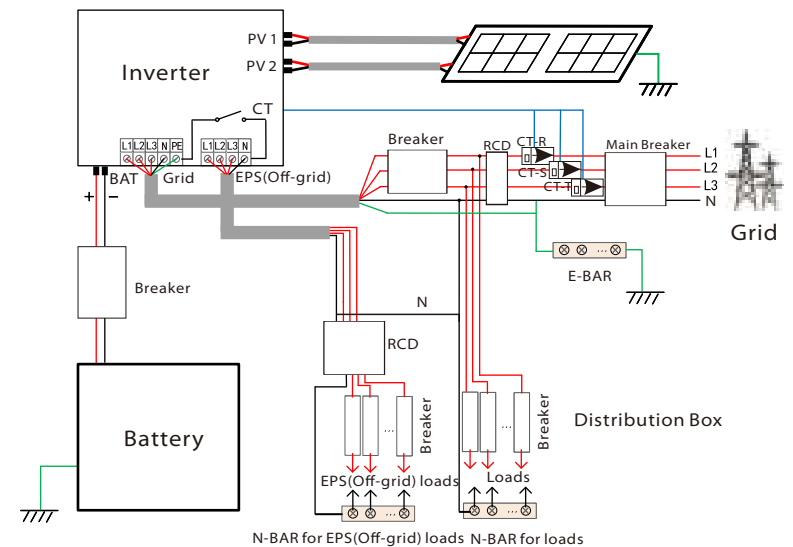 PV 1
Inverter
PV 2
CT
L1 L2 L3 N PE
L1 L2 L3 N
BAT
Grid
EPS(Off-grid)
+
−
Breaker
RCD
CT-R
CT-S
CT-T
Main Breaker
L1
L2
L3
N
Grid
...
E-BAR
Breaker
N
RCD
Battery
...
Breaker
...
Breaker
Distribution Box
EPS(Off-grid) loads
Loads
...
...
N-BAR for EPS(Off-grid) loads
N-BAR for loads